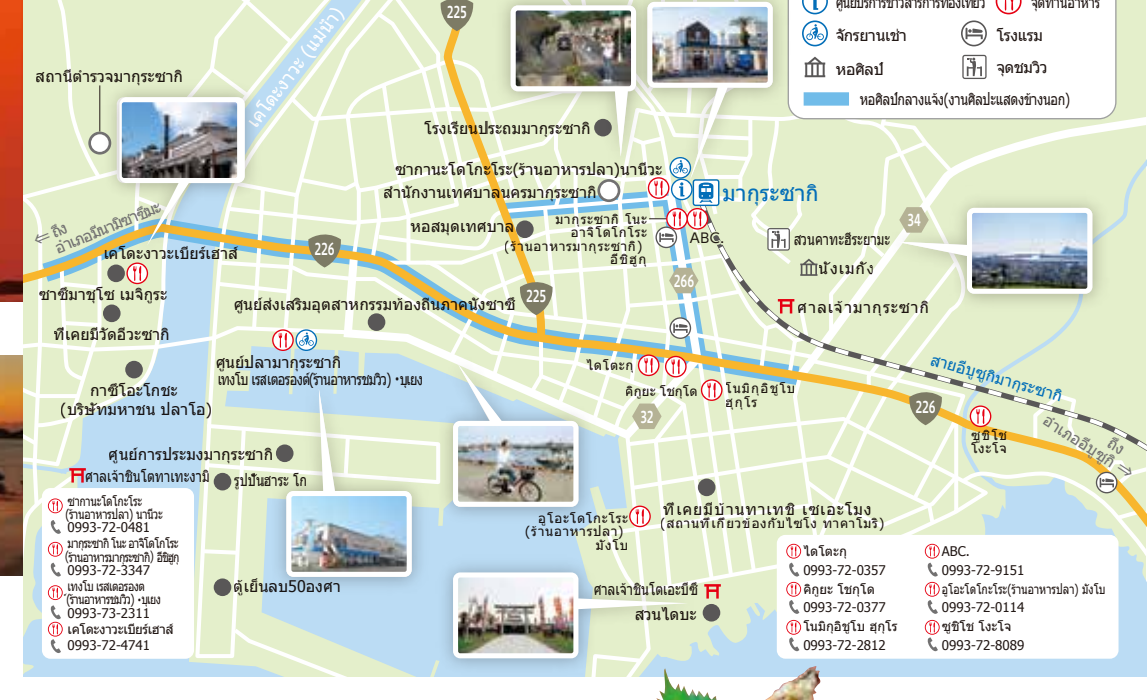 ศูนย์บริการข่าวสารการท่องเที่ยว
จุดทานอาหาร
จักรยานเช่า
โรงแรม
หอศิลป์
จุดชมวิว
หอศิลป์กลางแจ้ง(งานศิลปะแสดงข้างนอก)
225
เคโดะงาวะ (แม่น้ำ)
สถานีตำรวจมากุระซากิ
โรงเรียนประถมมากุระซากิ
ซากานะโดโกะโระ(ร้านอาหารปลา)นานีวะ
สำนักงานเทศบาลนครมากุระซากิ
มากุระซากิ
หอสมุดเทศบาล
มากุระซากิ โนะ
อาจิโดโกโระ
(ร้านอาหารมากุระซากิ)
อีชิฮูกุ
ABC.
34
สวนคาทะฮีระยามะ
นังเมกัง
⇐ ถึง
อำเภอมีนามิซาซึมะ
เคโดะงาวะเบียร์เฮาส์
226
266
ซาซึมาชุโซ เมจิกูระ
ศูนย์ส่งเสริมอุตสาหกรรมท้องถิ่นภาคนังซาซึ
225
ศาลเจ้ามากุระซากิ
ที่เคยมีวัดอีวะซากิ
ศูนย์ปลามากุระซากิ
เทงโบ เรสเตอรองต์(ร้านอาหารชมวิว) ・บุเยง
ไดโตะกุ
คิกุยะ โชกุโด
โนมิกุอิชูโบ
ฮุกุโร
สายอีบูซูกิมากุระซากิ
กาซึโอะโกชะ
(บริษัทมหาชน ปลาโอ)
32
226
ซูชิโช
โงะโจ
ถึง
อำเภออีบูซูกิ ⇒
ศูนย์การประมงมากุระซากิ
ศาลเจ้าชินโดทาเทะงามิ
รูปปั้นฮาระ โก
ที่เคยมีบ้านทาเทชิ เซเอะโมง
(สถานที่เกี่ยวข้องกับไซโง ทาคาโมริ)
อุโอะโดโกะโระ
(ร้านอาหารปลา)
มังโบ
ตู้เย็นลบ50องศา
ศาลเจ้าชินโดเอะบีซึ
สวนไดบะ
ซากานะโดโกะโระ
(ร้านอาหารปลา) นานีวะ
0993-72-0481
มากุระซากิ โนะ อาจิโดโกโระ
(ร้านอาหารมากุระซากิ) อีชิฮูกุ
0993-72-3347
เทงโบ เรสเตอรองต
(ร้านอาหารชมวิว) ・บุเยง
0993-73-2311
เคโดะงาวะเบียร์เฮาส์
0993-72-4741
ไดโตะกุ
0993-72-0357
คิกุยะ โชกุโด
0993-72-0377
โนมิกุอิชูโบ ฮุกุโร
0993-72-2812
ABC.
0993-72-9151
อูโอะโดโกะโระ(ร้านอาหารปลา) มังโบ
0993-72-0114
ซูชิโช โงะโจ
0993-72-8089